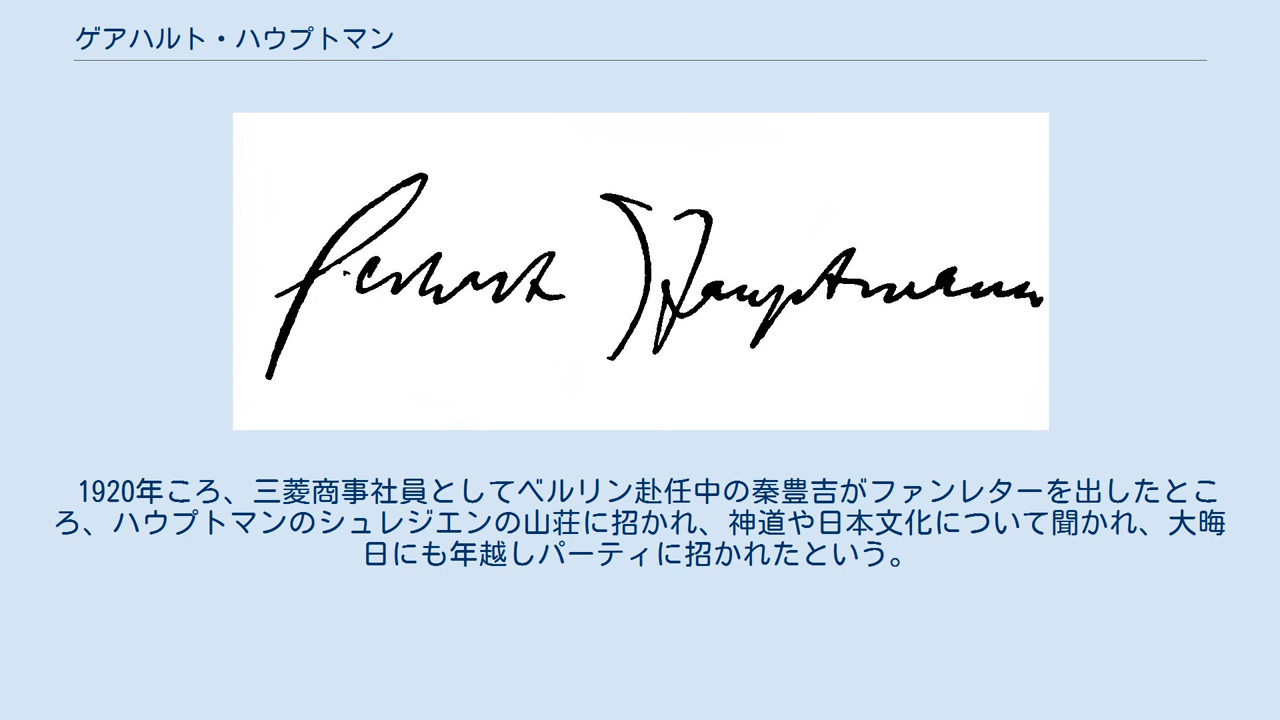 ゲアハルト・ハウプトマン
Gerhart Hauptmann
1920年ころ、三菱商事社員としてベルリン赴任中の秦豊吉がファンレターを出したとこ
ろ、ハウプトマンのシュレジエンの山荘に招かれ、神道や日本文化について聞かれ、大晦
日にも年越しパーティに招かれたという。